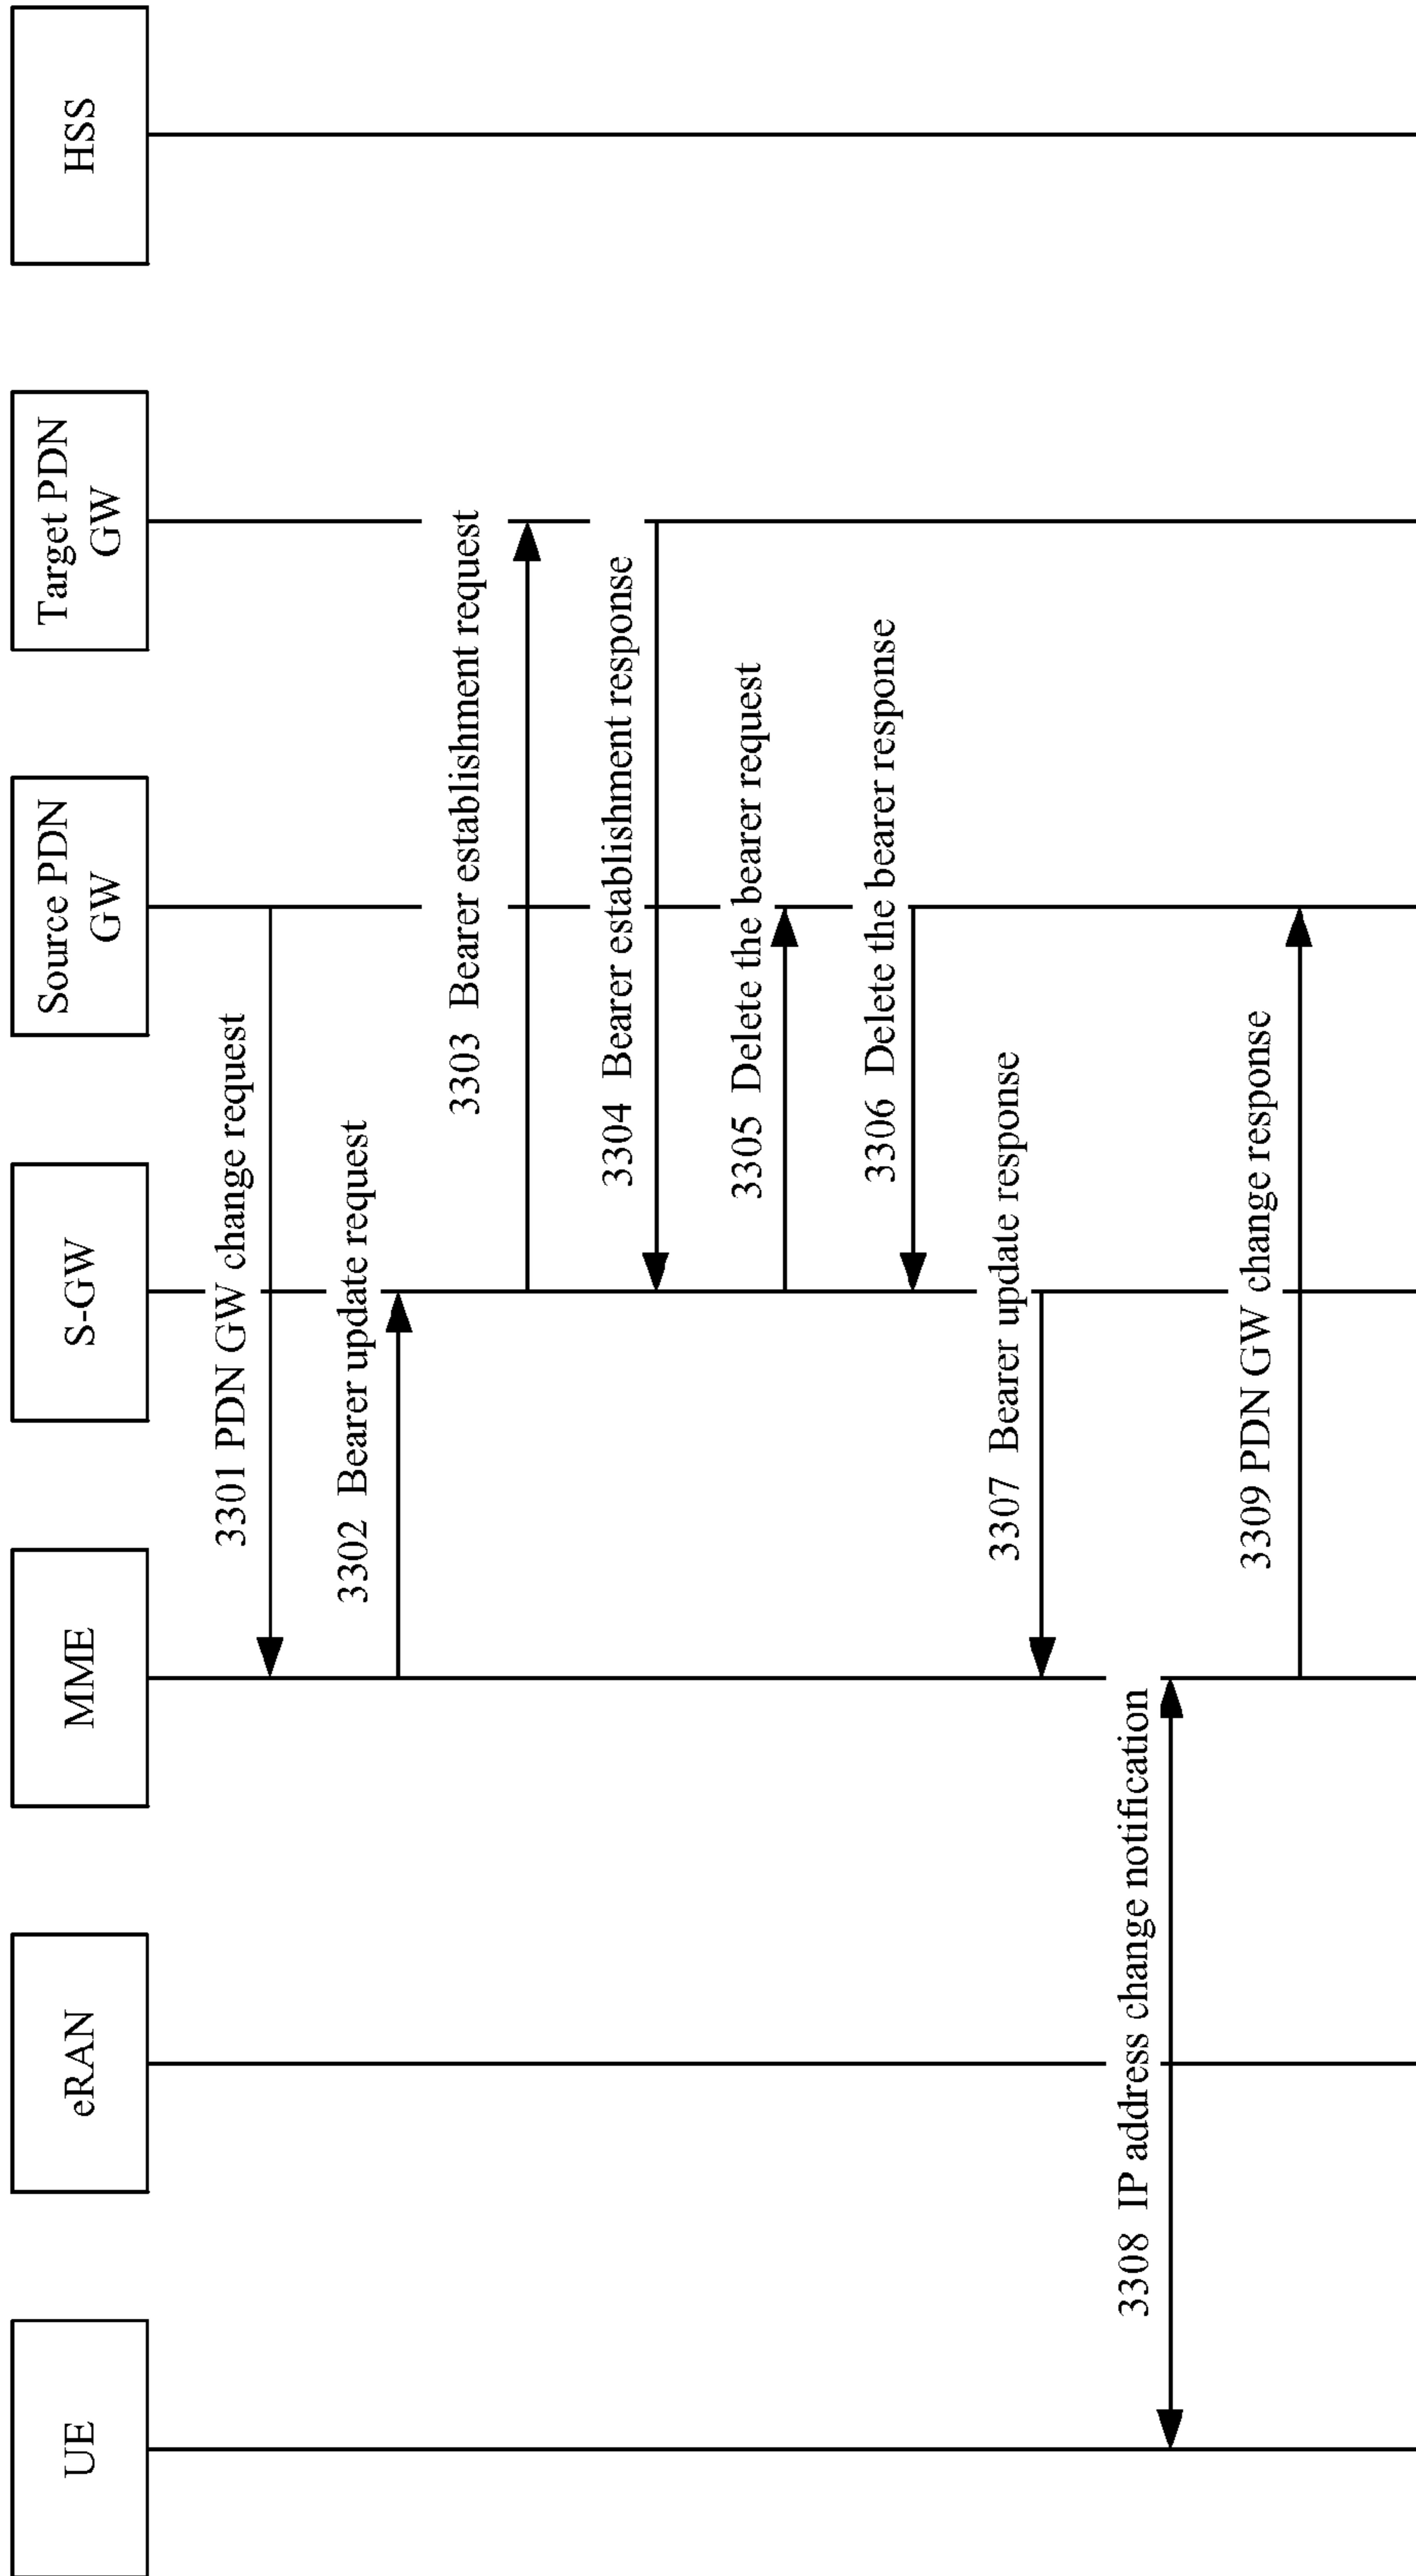 UE
eRAN
MME
S-GW
Source PDN
GW
Target PDN
GW
HSS
3301 PDN GW change request
3302 Bearer update request
3303 Bearer establishment request
3304 Bearer establishment response
3305 Delete the bearer request
3306 Delete the bearer response
3307 Bearer update response
3308 IP address change notification
3309 PDN GW change response